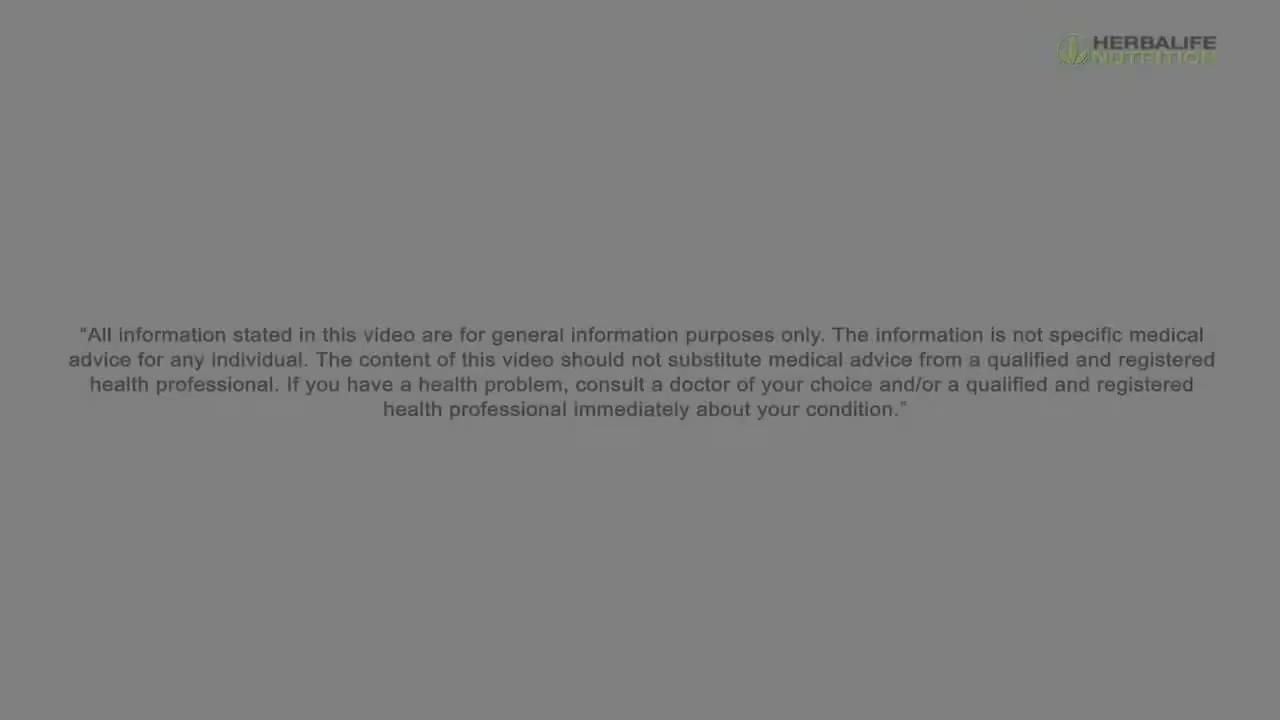 HERBALIFE
NUTRITION
“All information stated in this video are for general information purposes only. The information is not specific medical
advice for any individual. The content of this video should not substitute medical advice from a qualified and registered
health professional. If you have a health problem, consult a doctor of your choice and/or a qualified and registered
health professional immediately about your condition.”